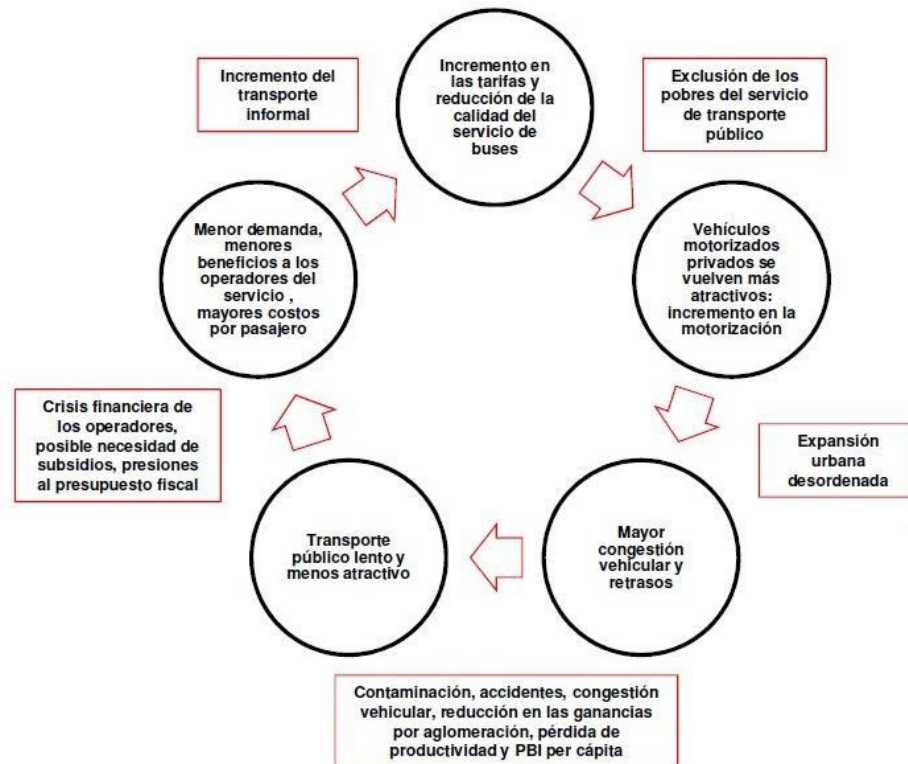 Incremento en
las tarifas y
reducción de la
calidad del
servicio de
buses
Exclusión de los
pobres del servicio
de transporte
público
Vehículos
motorizados
privados se
vuelven más
atractivos:
incremento en la
motorización
Expansión
urbana
desordenada
Mayor
congestión
vehicular y
retrasos
Contaminación, accidentes, congestión
vehicular, reducción en las ganancias
por aglomeración, pérdida de
productividad y PBI per cápita
Transporte
público lento y
menos atractivo
Crisis financiera de
los operadores,
posible necesidad de
subsidios, presiones
al presupuesto fiscal
Menor demanda,
menores
beneficios a los
operadores del
servicio ,
mayores costos
por pasajero
Incremento del
transporte
informal